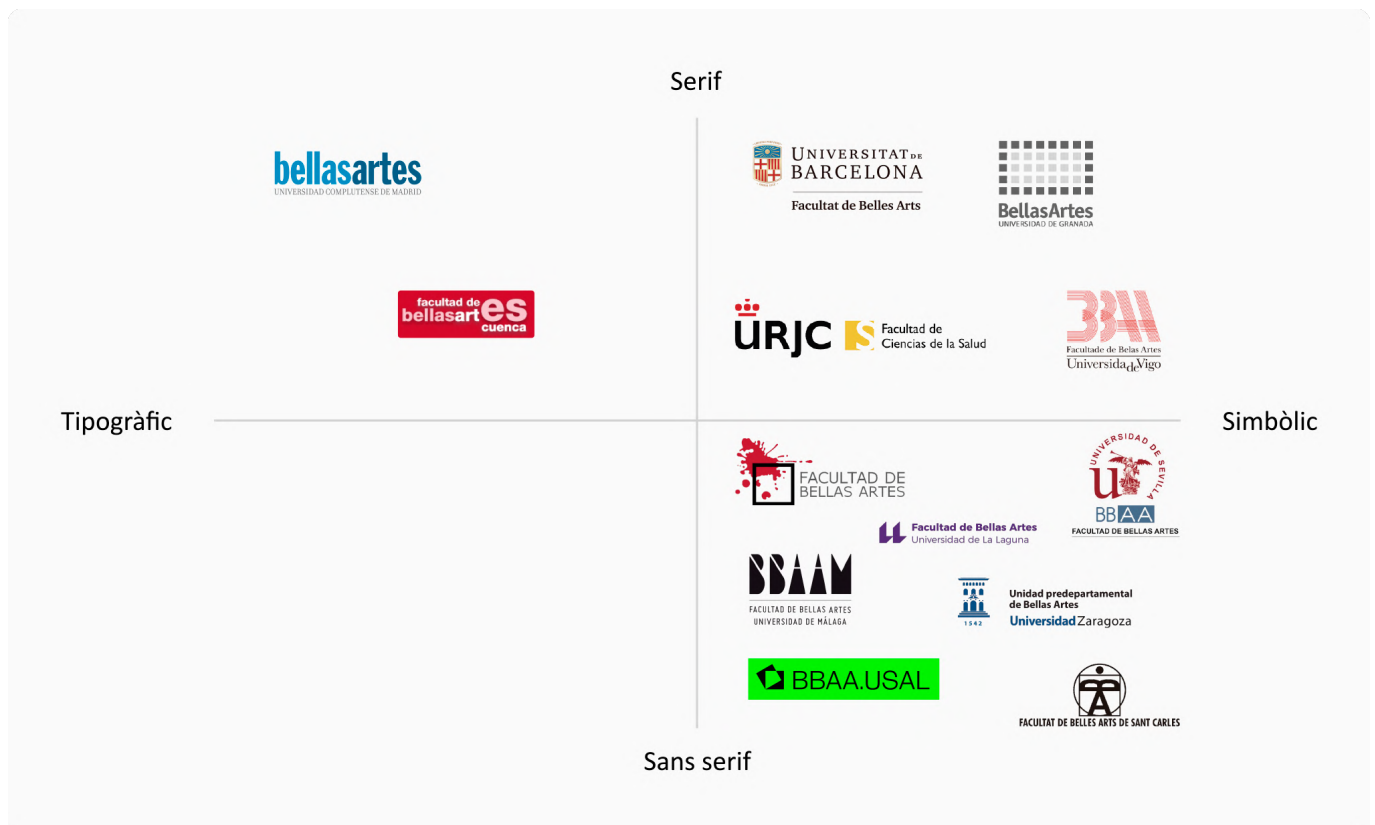 Serif
bellasartes
UNIVERSIDAD COMPLUTENSE DE MADRID
UNIVERSITAT DE
BARCELONA
Facultat de Belles Arts
BellasArtes
UNIVERSIDAD DE GRANADA
facultad de
bellasartes
cuenca
URJC
S
Facultad de
Ciencias de la Salud
BBAA
Facultade de Belas Artes
UniversidadeVigo
Tipogràfic
Simbòlic
FACULTAD DE
BELLAS ARTES
UNIVERSIDAD DE SEVILLA
u
BBAA
FACULTAD DE BELLAS ARTES
Facultad de Bellas Artes
Universidad de La Laguna
BBAAM
FACULTAD DE BELLAS ARTES
UNIVERSIDAD DE MÁLAGA
1542
Unidad predepartamental
de Bellas Artes
Universidad Zaragoza
BBAA.USAL
FACULTAT DE BELLES ARTS DE SANT CARLES
Sans serif